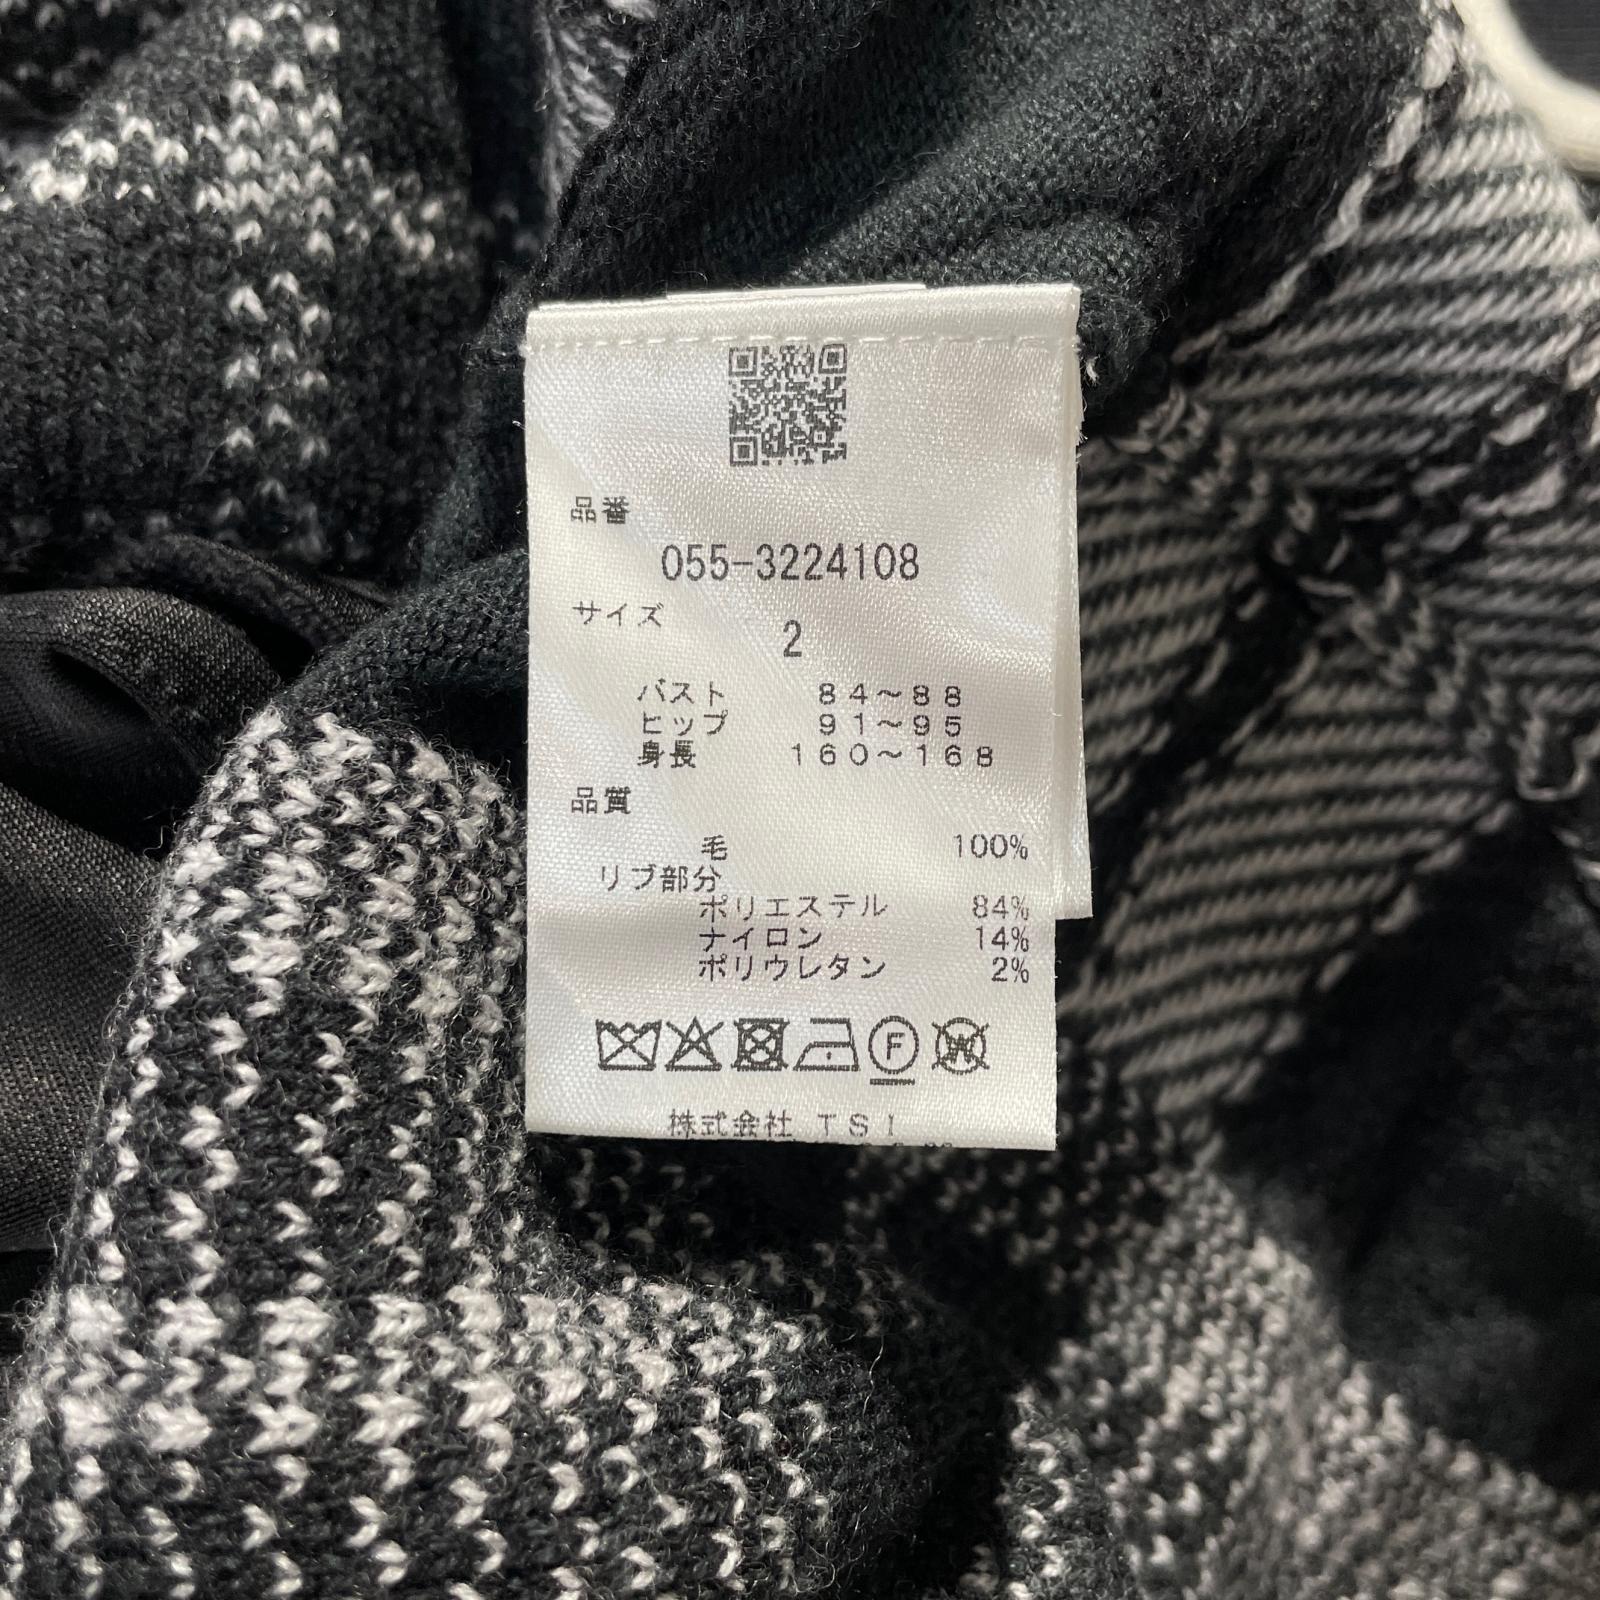 品番
055-3224108
サイズ
2
バスト 84～88
ヒップ 91～95
身長 160～168
品質
毛 100%
リブ部分
ポリエステル 84%
ナイロン 14%
ポリウレタン 2%
F
W
株式会社 TSI